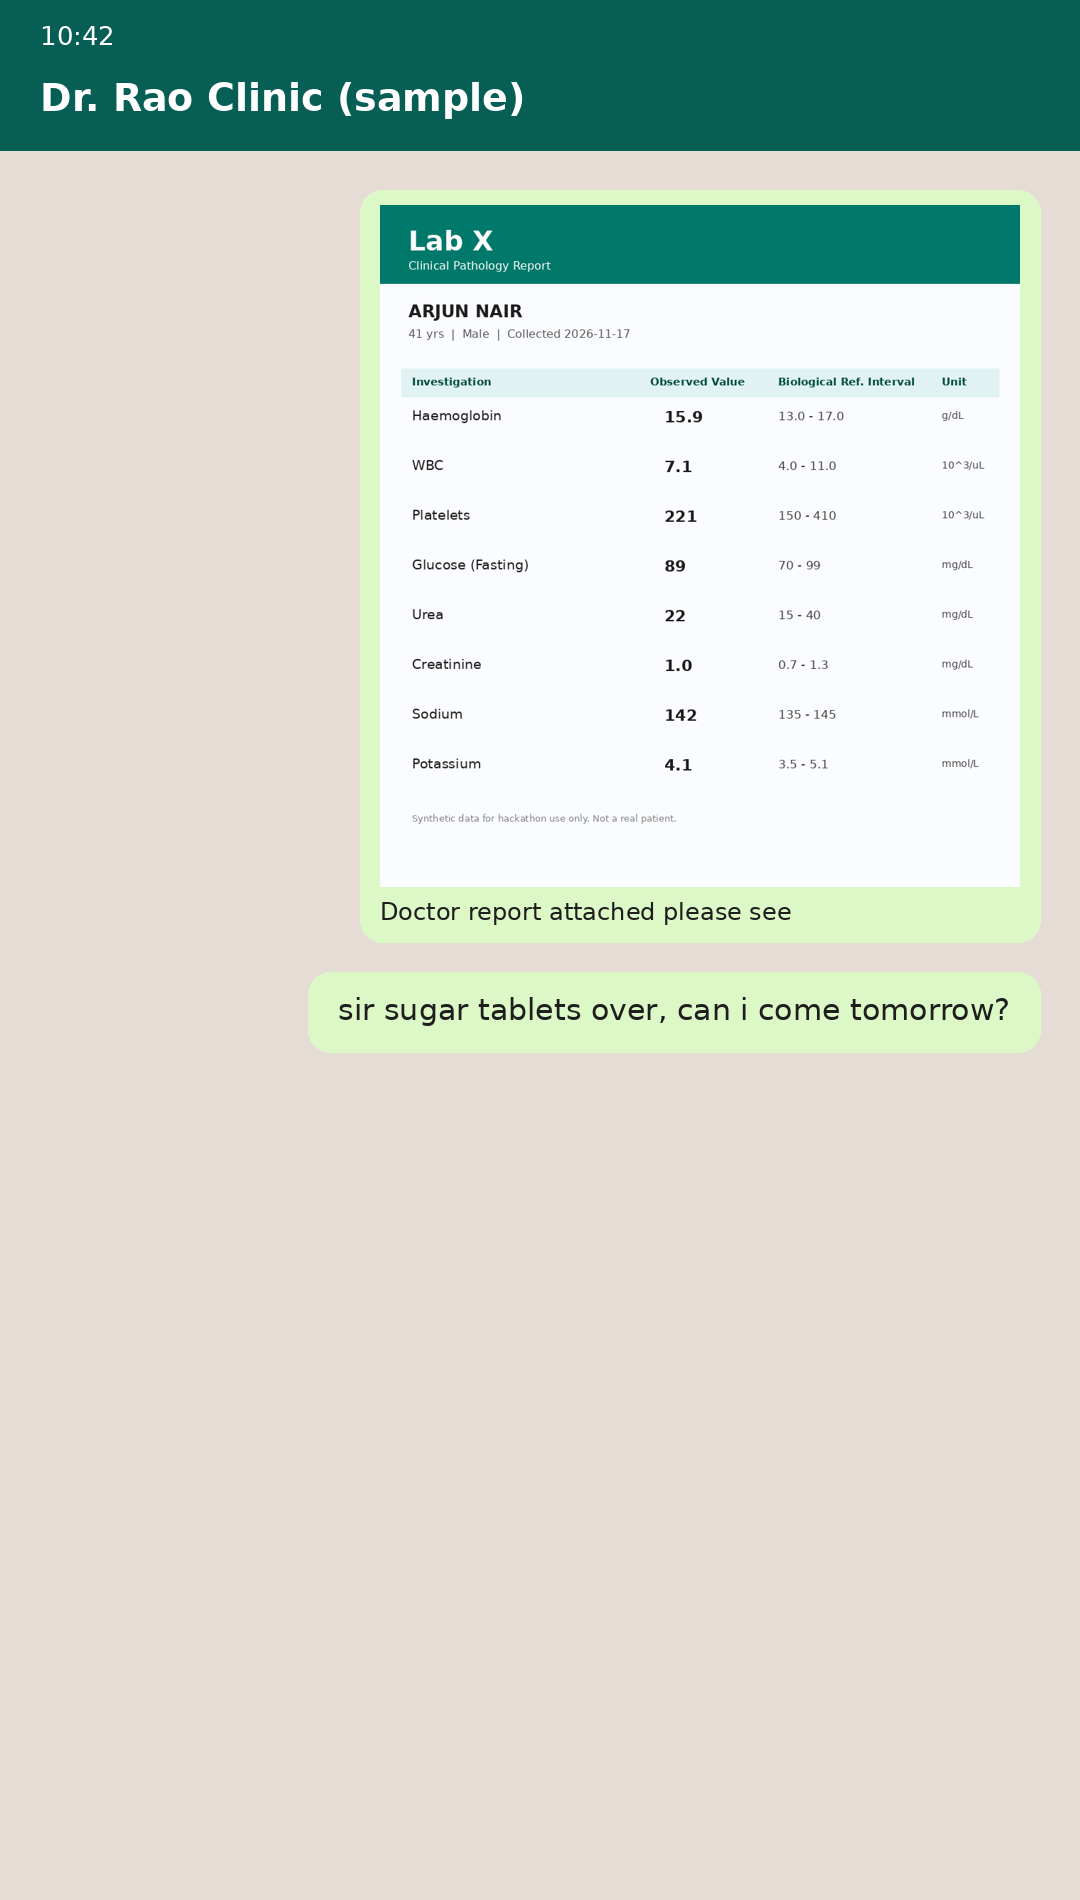 10:42
Dr. Rao Clinic (sample)
Lab X
Clinical Pathology Report
ARJUN NAIR
41 yrs | Male | Collected 2026-11-17
Investigation Observed Value Biological Ref. Interval Unit
Haemoglobin 15.9 13.0 - 17.0 g/dL
WBC 7.1 4.0 - 11.0 10^3/uL
Platelets 221 150 - 410 10^3/uL
Glucose (Fasting) 89 70 - 99 mg/dL
Urea 22 15 - 40 mg/dL
Creatinine 1.0 0.7 - 1.3 mg/dL
Sodium 142 135 - 145 mmol/L
Potassium 4.1 3.5 - 5.1 mmol/L
Synthetic data for hackathon use only. Not a real patient.
Doctor report attached please see
sir sugar tablets over, can i come tomorrow?